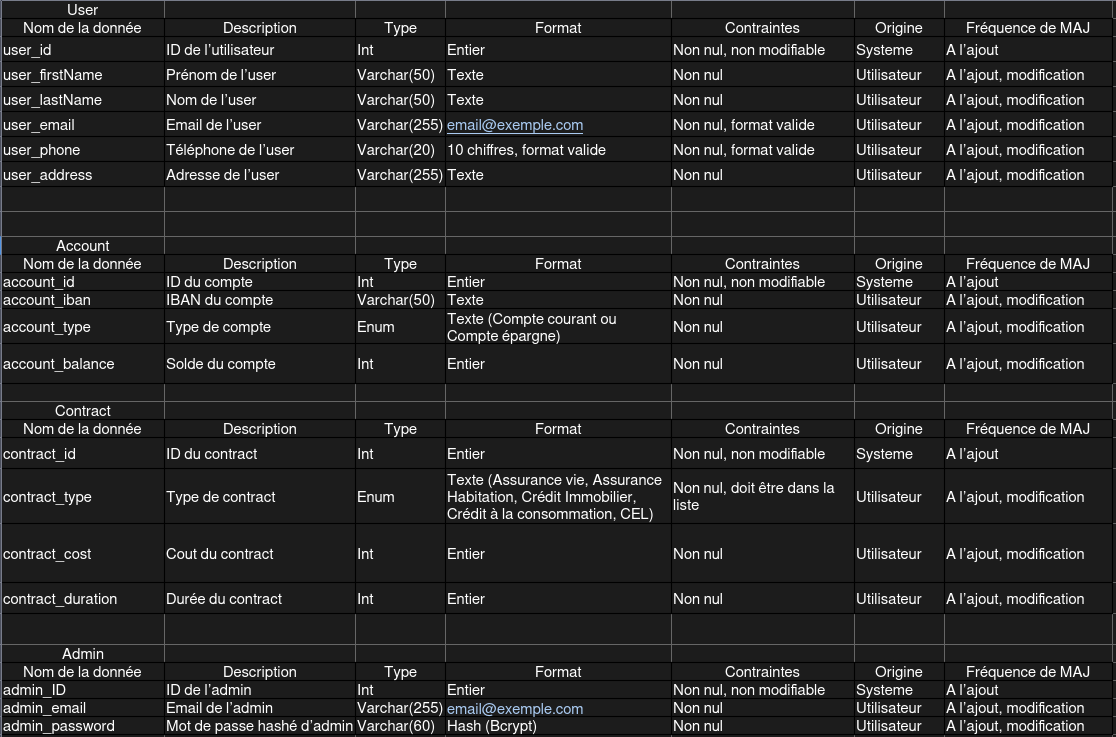 User
Nom de la donnée Description Type Format Contraintes Origine Fréquence de MAJ
user_id ID de l’utilisateur Int Entier Non nul, non modifiable Systeme A l’ajout
user_firstName Prénom de l’user Varchar(50) Texte Non nul Utilisateur A l’ajout, modification
user_lastName Nom de l’user Varchar(50) Texte Non nul Utilisateur A l’ajout, modification
user_email Email de l’user Varchar(255) email@exemple.com Non nul, format valide Utilisateur A l’ajout, modification
user_phone Téléphone de l’user Varchar(20) 10 chiffres, format valide Non nul, format valide Utilisateur A l’ajout, modification
user_address Adresse de l’user Varchar(255) Texte Non nul Utilisateur A l’ajout, modification
Account
Nom de la donnée Description Type Format Contraintes Origine Fréquence de MAJ
account_id ID du compte Int Entier Non nul, non modifiable Systeme A l’ajout
account_iban IBAN du compte Varchar(50) Texte Non nul Utilisateur A l’ajout, modification
account_type Type de compte Enum Texte (Compte courant ou
Compte épargne) Non nul Utilisateur A l’ajout, modification
account_balance Solde du compte Int Entier Non nul Utilisateur A l’ajout, modification
Contract
Nom de la donnée Description Type Format Contraintes Origine Fréquence de MAJ
contract_id ID du contract Int Entier Non nul, non modifiable Systeme A l’ajout
contract_type Type de contract Enum Texte (Assurance vie, Assurance
Habitation, Crédit Immobilier,
Crédit à la consommation, CEL) Non nul, doit être dans la
liste Utilisateur A l’ajout, modification
contract_cost Cout du contract Int Entier Non nul Utilisateur A l’ajout, modification
contract_duration Durée du contract Int Entier Non nul Utilisateur A l’ajout, modification
Admin
Nom de la donnée Description Type Format Contraintes Origine Fréquence de MAJ
admin_ID ID de l’admin Int Entier Non nul, non modifiable Systeme A l’ajout
admin_email Email de l’admin Varchar(255) email@exemple.com Non nul Utilisateur A l’ajout, modification
admin_password Mot de passe hashé d’admin Varchar(60) Hash (Bcrypt) Non nul Utilisateur A l’ajout, modification